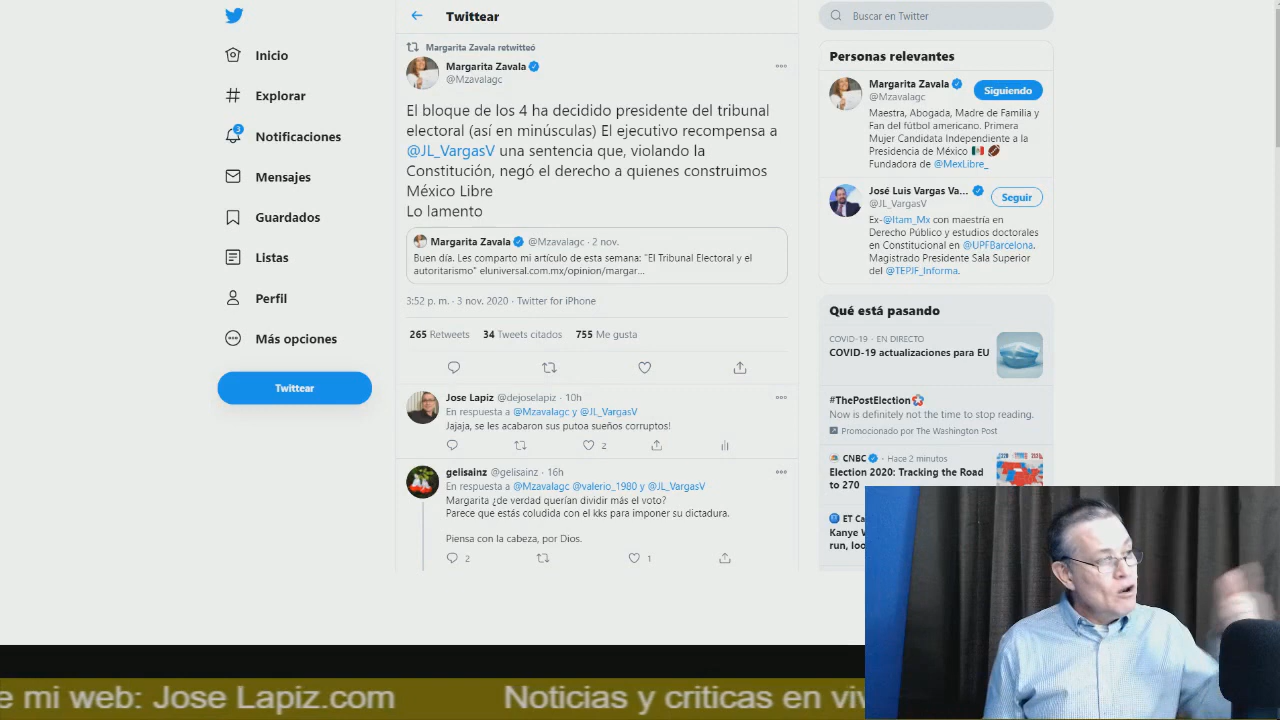 Inicio
Explorar
3
Notificaciones
Mensajes
Guardados
Listas
Perfil
Más opciones
Twittear
Twittear
Margarita Zavala retwitteó
Margarita Zavala
@Mzavalagc
El bloque de los 4 ha decidido presidente del tribunal
electoral (así en minúsculas) El ejecutivo recompensa a
@JL_VargasV una sentencia que, violando la
Constitución, negó el derecho a quienes construimos
México Libre
Lo lamento
Margarita Zavala @Mzavalagc · 2 nov.
Buen día. Les comparto mi artículo de esta semana: "El Tribunal Electoral y el
autoritarismo" eluniversal.com.mx/opinion/margar...
3:52 p. m. · 3 nov. 2020 · Twitter for iPhone
265 Retweets 34 Tweets citados 755 Me gusta
Jose Lapiz @dejoselapiz · 10h
En respuesta a @Mzavalagc y @JL_VargasV
Jajaja, se les acabaron sus putoa sueños corruptos!
2
gelisainz @gelisainz · 16h
En respuesta a @Mzavalagc @valerio_1980 y @JL_VargasV
Margarita ¿de verdad querían dividir más el voto?
Parece que estás coludida con el kks para imponer su dictadura.
Piensa con la cabeza, por Dios.
2 1
Buscar en Twitter
Personas relevantes
Margarita Zavala
@Mzavalagc
Siguiendo
Maestra, Abogada, Madre de Familia y
Fan del fútbol americano. Primera
Mujer Candidata Independiente a la
Presidencia de México
Fundadora de @MexLibre_
José Luis Vargas Va...
@JL_VargasV
Seguir
Ex-@Itam_Mx con maestría en
Derecho Público y estudios doctorales
en Constitucional en @UPFBarcelona.
Magistrado Presidente Sala Superior
del @TEPJF_Informa.
Qué está pasando
COVID-19 · EN DIRECTO
COVID-19 actualizaciones para EU
#ThePostElection
Now is definitely not the time to stop reading.
Promocionado por The Washington Post
CNBC · Hace 2 minutos
Election 2020: Tracking the Road
to 270
ET Ca
Kanye W
run, loo
e mi web: Jose Lapiz.com
Noticias y criticas en viv